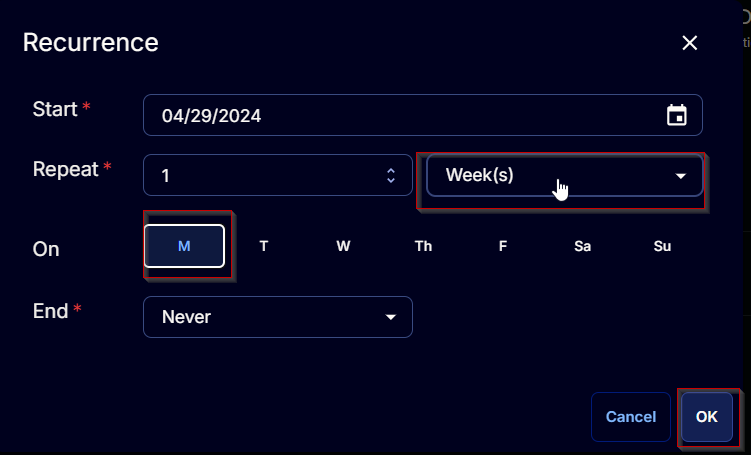 Recurrence
Start *
04/29/2024
Repeat *
1
Week(s)
On
M T W Th F Sa Su
End *
Never
Cancel OK